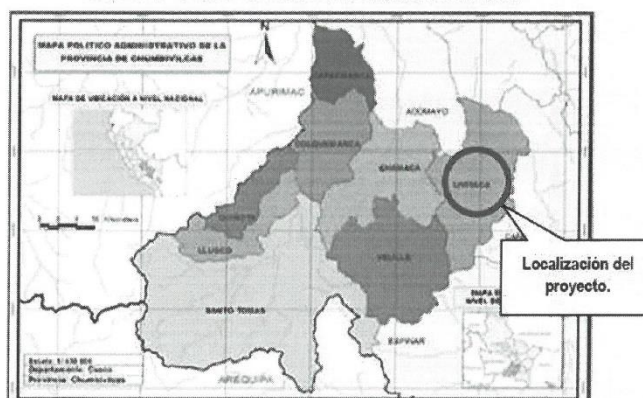 MAPA POLITICO ADMINISTRATIVO DE LA
PROVINCIA DE CHUMBIVILCAS
MAPA DE UBICACIÓN A NIVEL NACIONAL
APURIMAC
ACOMAYO
CAPACMARCA
COLQUEMARCA
CHAMACA
LIVITACA
LLUSCO
VELILLE
SANTO TOMAS
Localización del
proyecto.
ESPINAR
AREQUIPA
Departamento: Cusco
Provincia: Chumbivilcas